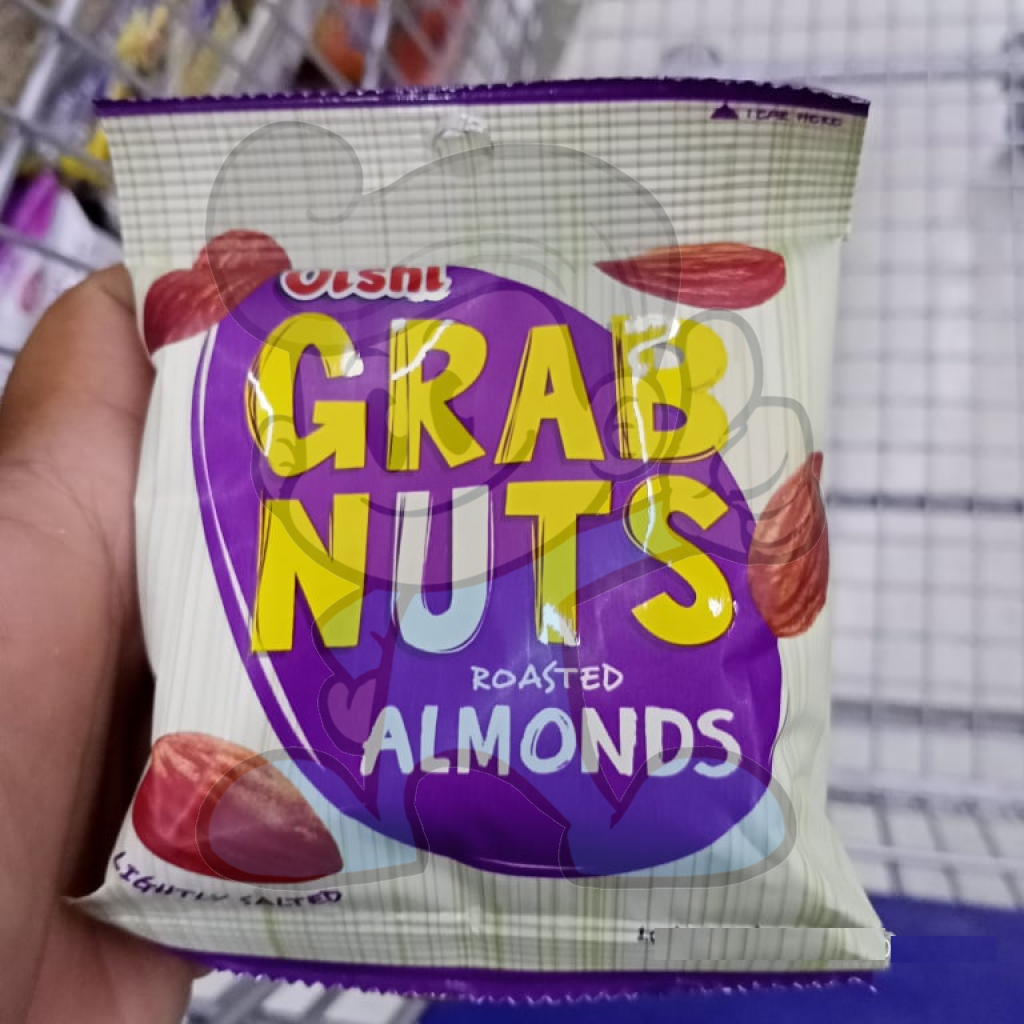 TEAR HERE
Oishi
GRAB
NUTS
ROASTED
ALMONDS
LIGHTLY SALTED